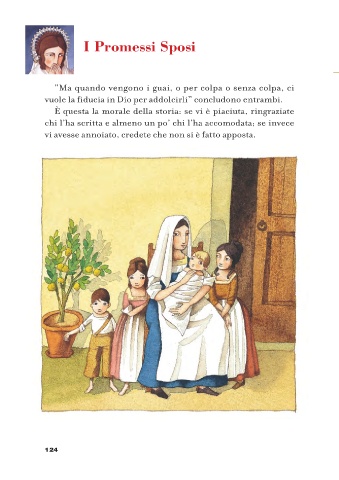 I Promessi Sposi
“Ma quando vengono i guai, o per colpa o senza colpa, ci
vuole la fiducia in Dio per addolcirli” concludono entrambi.
È questa la morale della storia: se vi è piaciuta, ringraziate
chi l’ha scritta e almeno un po’ chi l’ha accomodata; se invece
vi avesse annoiato, credete che non si è fatto apposta.
124